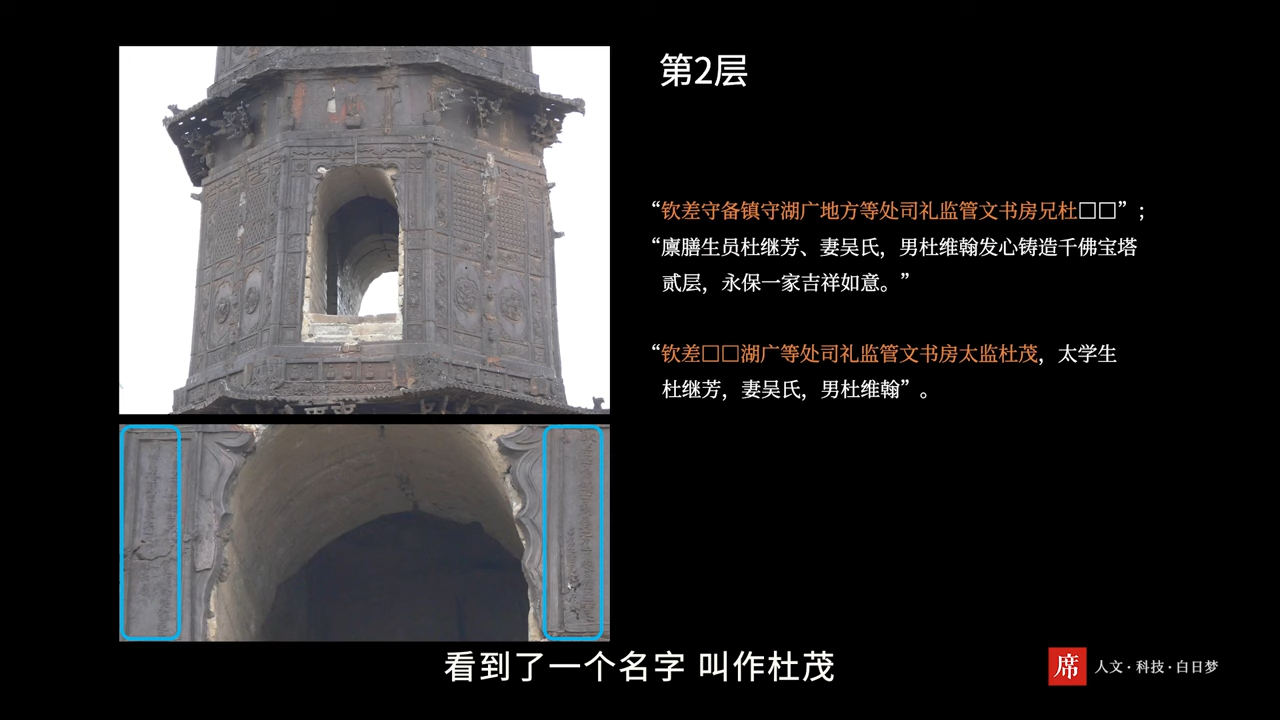 第2层
“钦差守备镇守湖广地方等处司礼监管文书房兄杜□□”；
“廪膳生员杜继芳、妻吴氏，男杜维翰发心铸造千佛宝塔
贰层，永保一家吉祥如意。”
“钦差□□湖广等处司礼监管文书房太监杜茂，太学生
杜继芳，妻吴氏，男杜维翰”。
看到了一个名字 叫作杜茂
席 人文·科技·白日梦